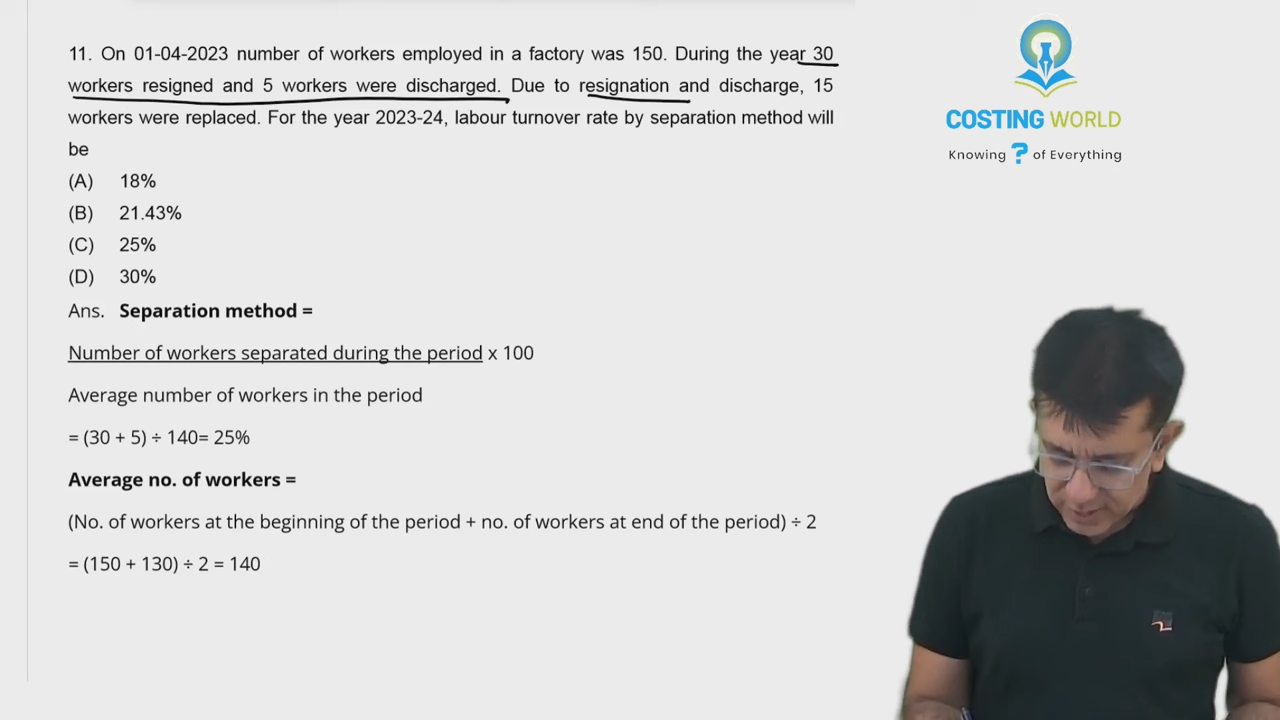 11. On 01-04-2023 number of workers employed in a factory was 150. During the year 30
workers resigned and 5 workers were discharged. Due to resignation and discharge, 15
workers were replaced. For the year 2023-24, labour turnover rate by separation method will
be
(A) 18%
(B) 21.43%
(C) 25%
(D) 30%
Ans. Separation method =
Number of workers separated during the period x 100
Average number of workers in the period
= (30 + 5) ÷ 140= 25%
Average no. of workers =
(No. of workers at the beginning of the period + no. of workers at end of the period) ÷ 2
= (150 + 130) ÷ 2 = 140
COSTING WORLD
Knowing ? of Everything